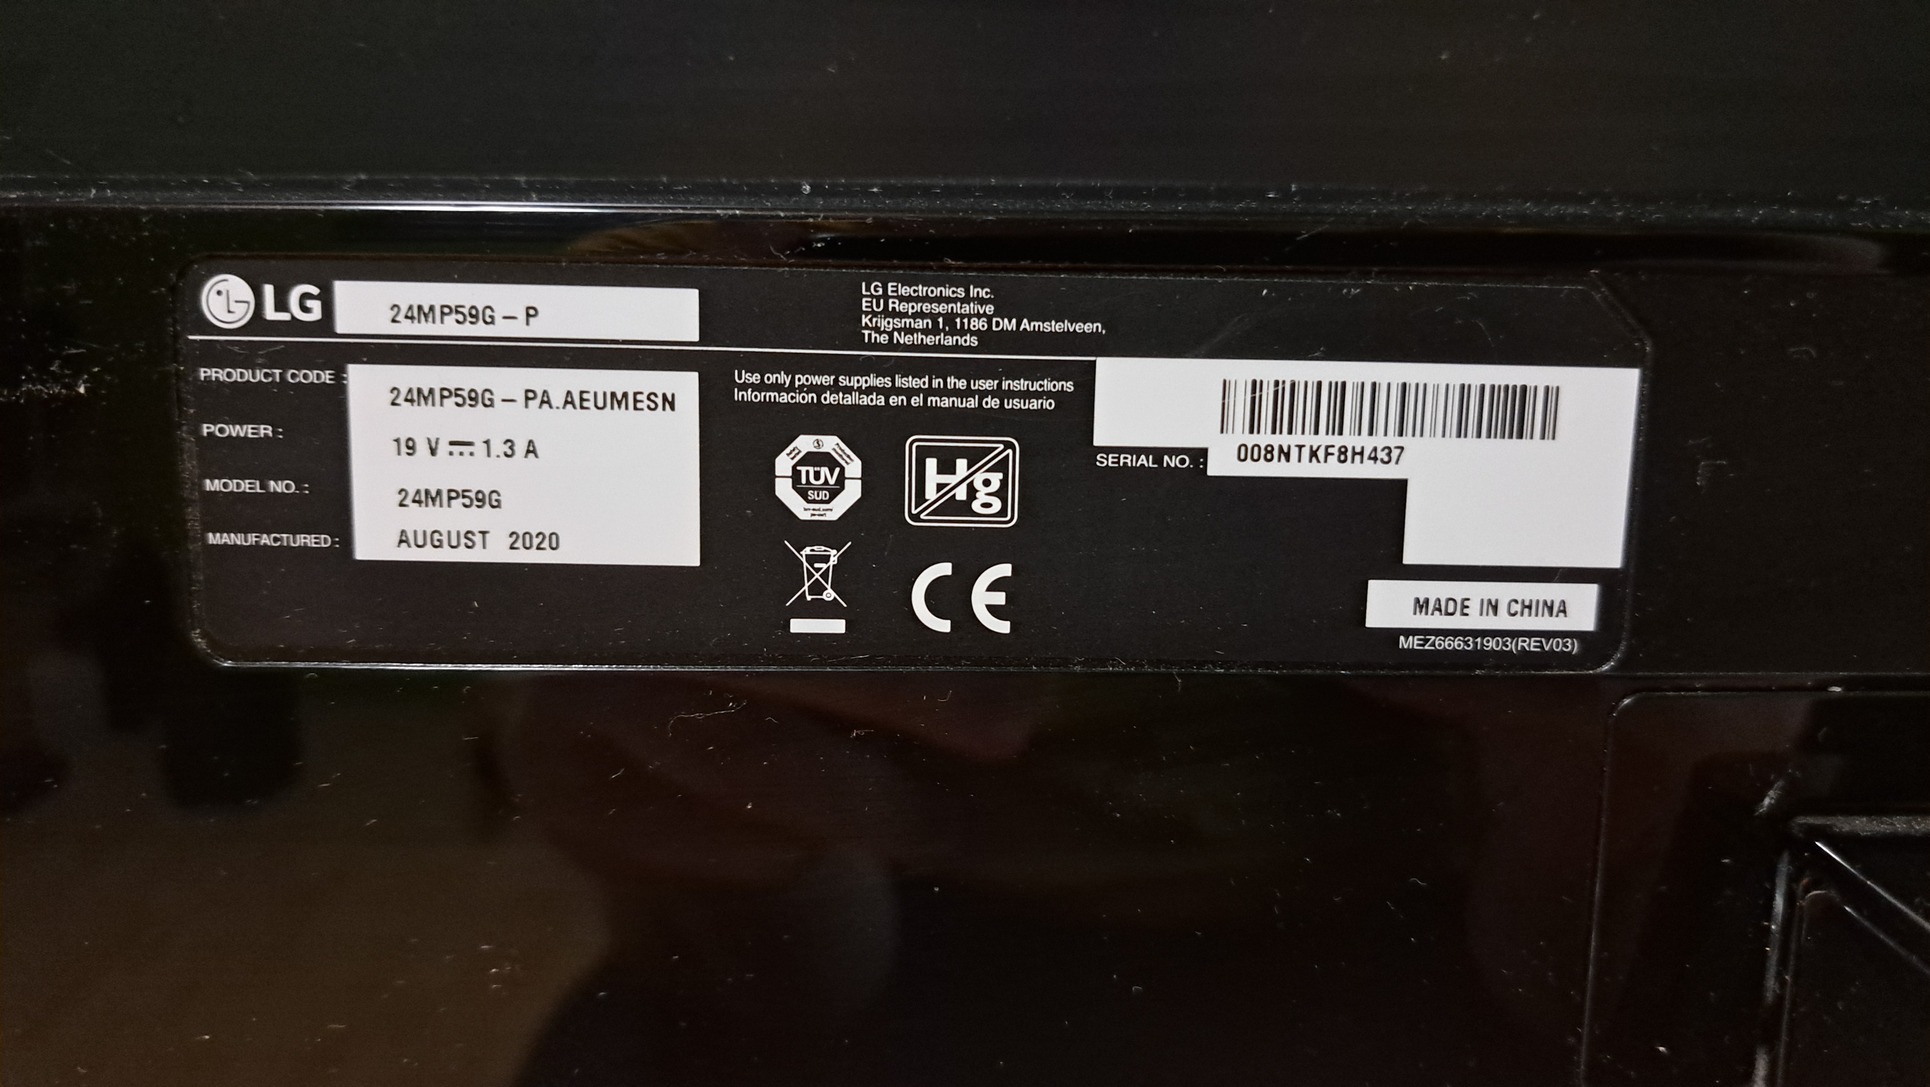 LG 24MP59G-P
LG Electronics Inc.
EU Representative
Krijgsman 1, 1186 DM Amstelveen,
The Netherlands
PRODUCT CODE : 24MP59G-PA.AEUMESN
POWER : 19 V ⎓ 1.3 A
MODEL NO. : 24MP59G
MANUFACTURED : AUGUST 2020
Use only power supplies listed in the user instructions
Información detallada en el manual de usuario
TÜV
SUD
Hg
CE
SERIAL NO. : 008NTKF8H437
MADE IN CHINA
MEZ66631903(REV03)